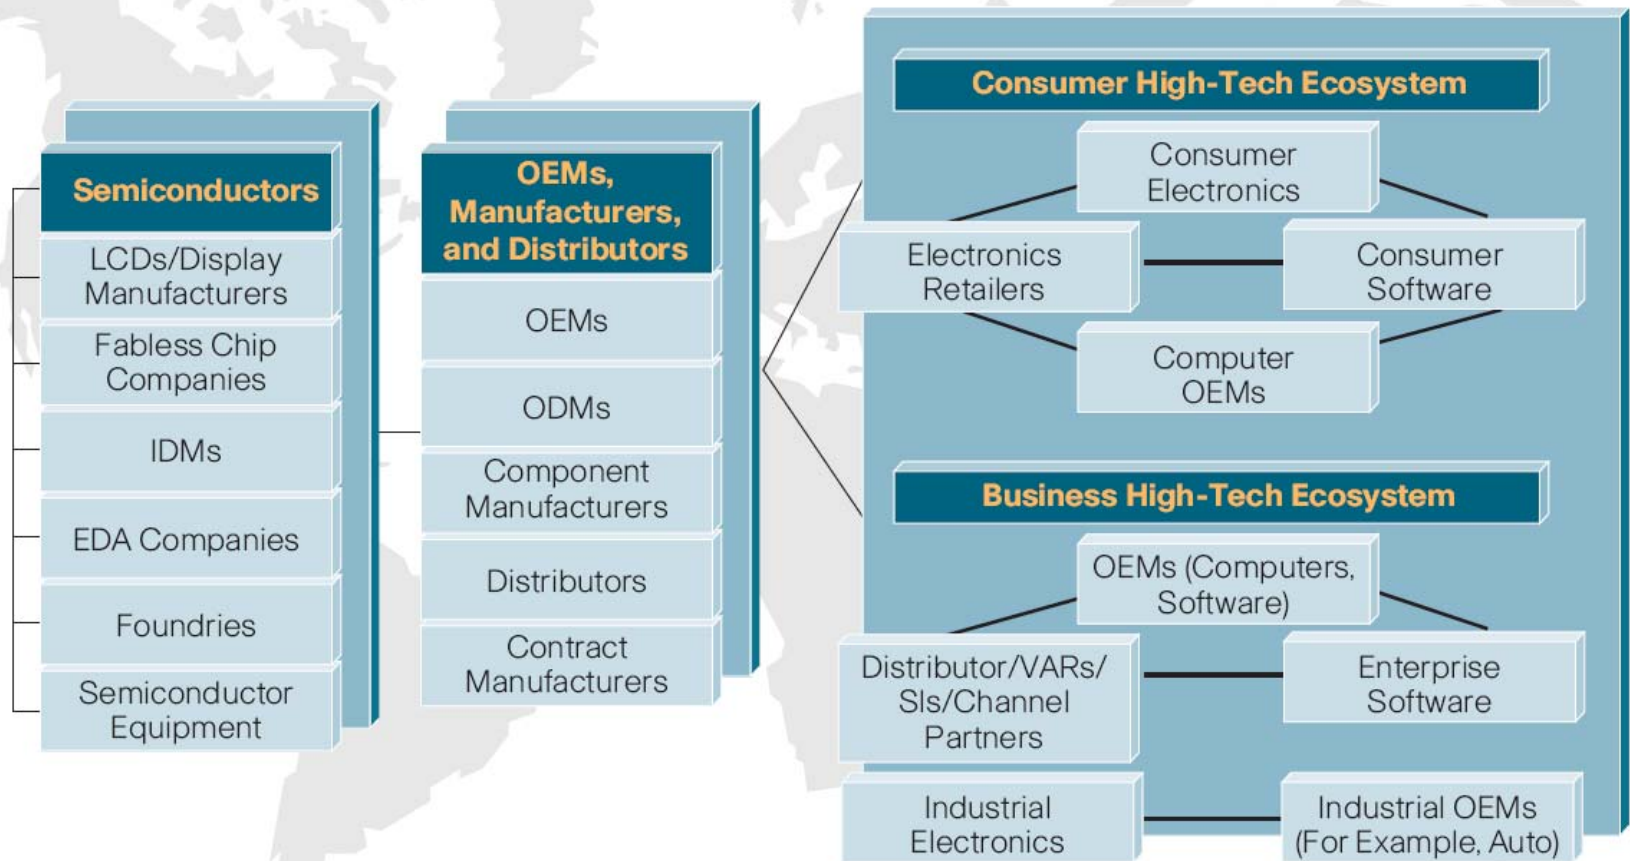 Semiconductors
LCDs/Display
Manufacturers
Fabless Chip
Companies
IDMs
EDA Companies
Foundries
Semiconductor
Equipment
OEMs,
Manufacturers,
and Distributors
OEMs
ODMs
Component
Manufacturers
Distributors
Contract
Manufacturers
Consumer High-Tech Ecosystem
Consumer
Electronics
Electronics
Retailers
Consumer
Software
Computer
OEMs
Business High-Tech Ecosystem
OEMs (Computers,
Software)
Distributor/VARs/
SIs/Channel
Partners
Enterprise
Software
Industrial
Electronics
Industrial OEMs
(For Example, Auto)